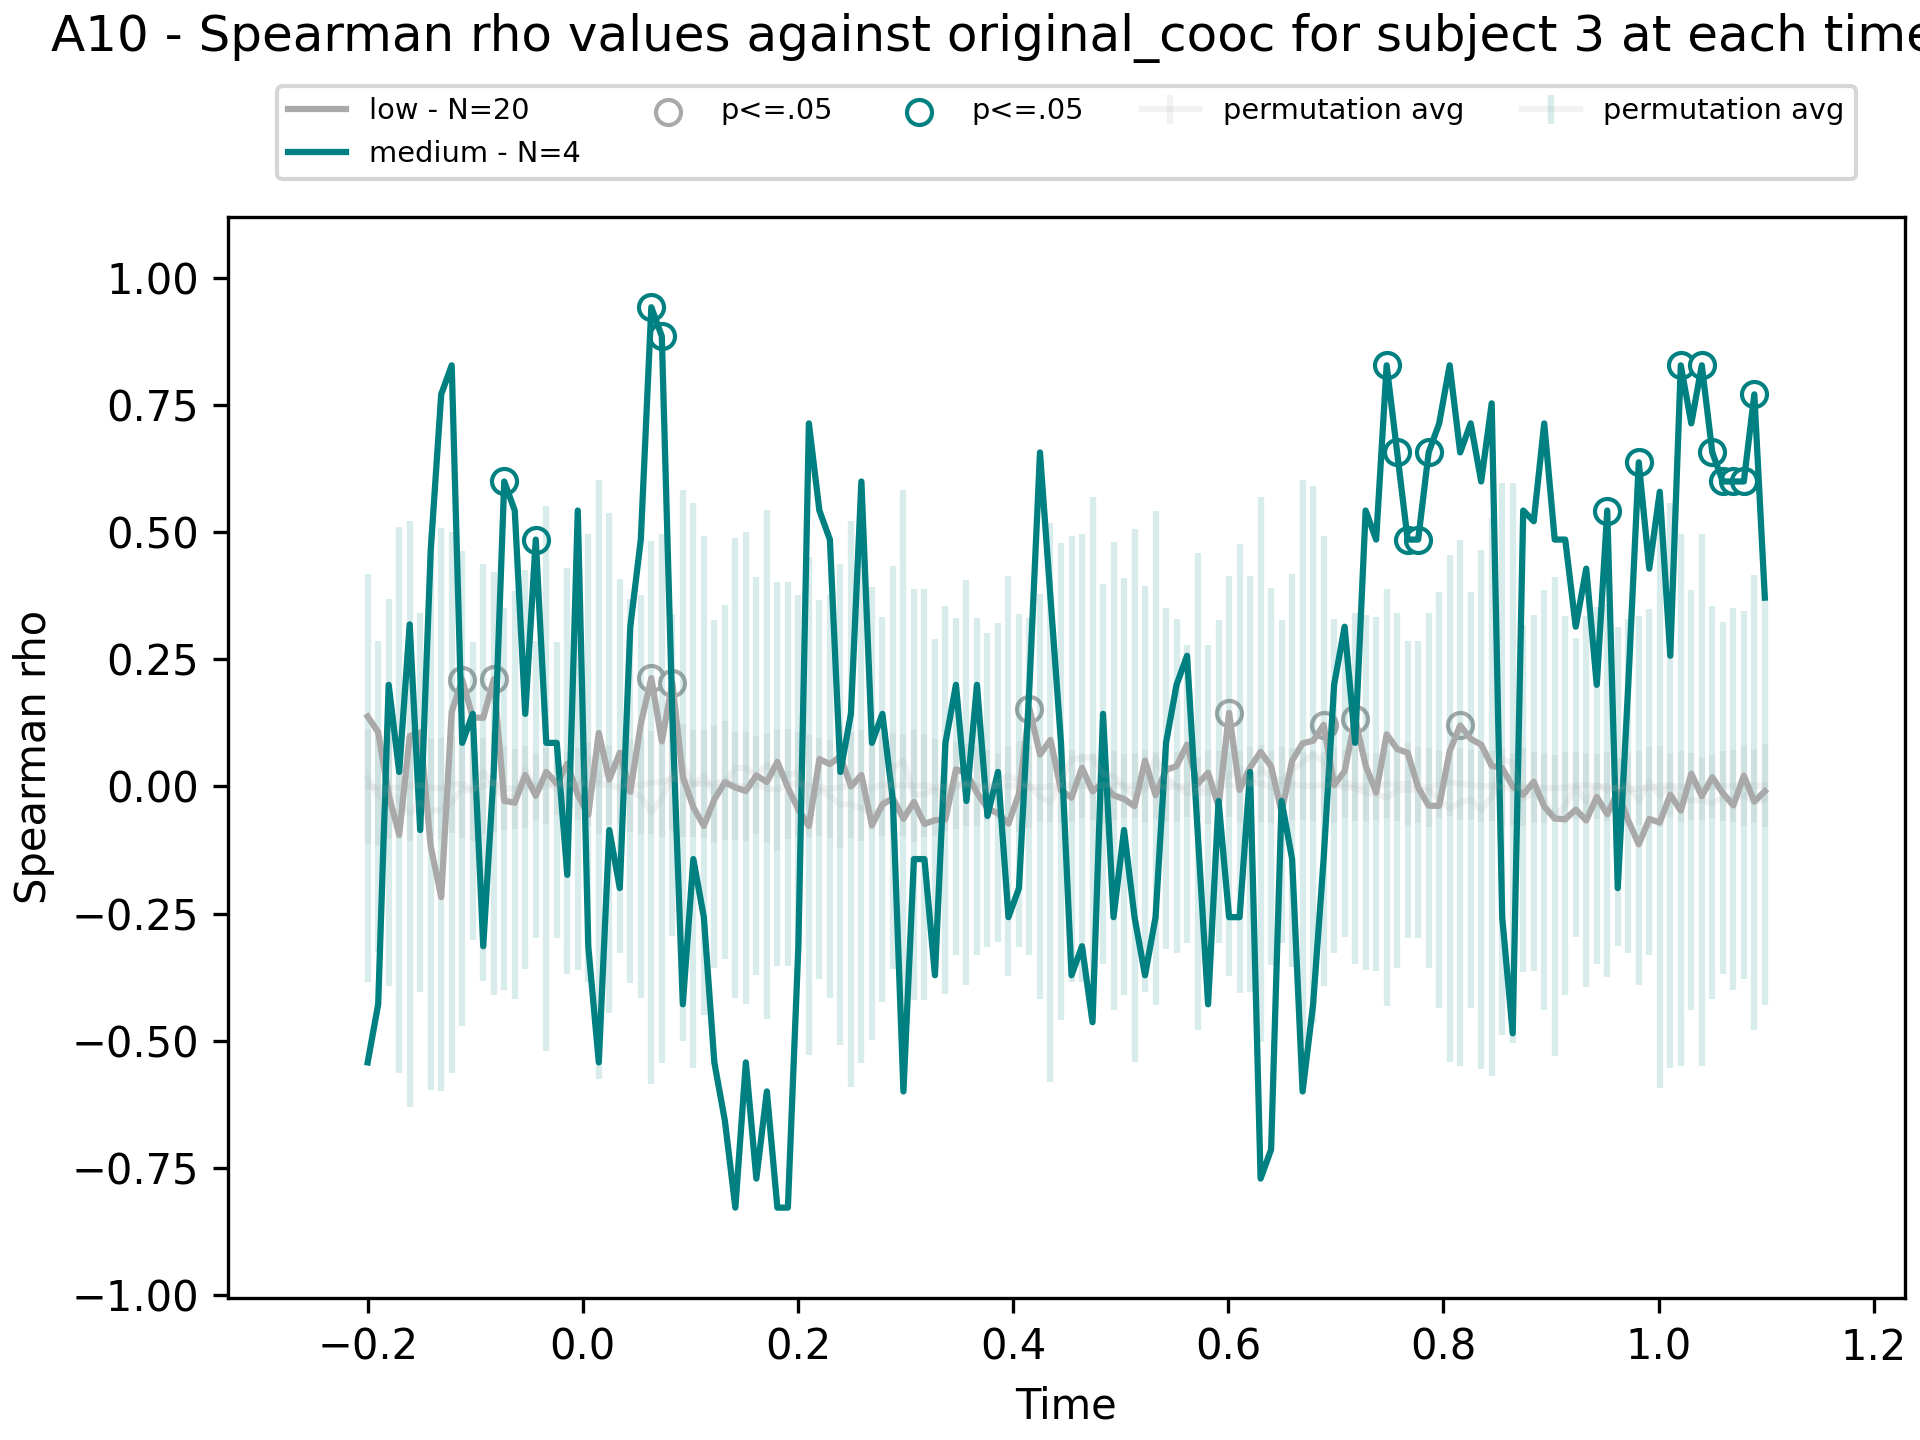 A10 - Spearman rho values against original_cooc for subject 3 at each time
low - N=20
medium - N=4
p<=.05
p<=.05
permutation avg
permutation avg
Spearman rho
1.00
0.75
0.50
0.25
0.00
−0.25
−0.50
−0.75
−1.00
−0.2
0.0
0.2
0.4
0.6
0.8
1.0
1.2
Time